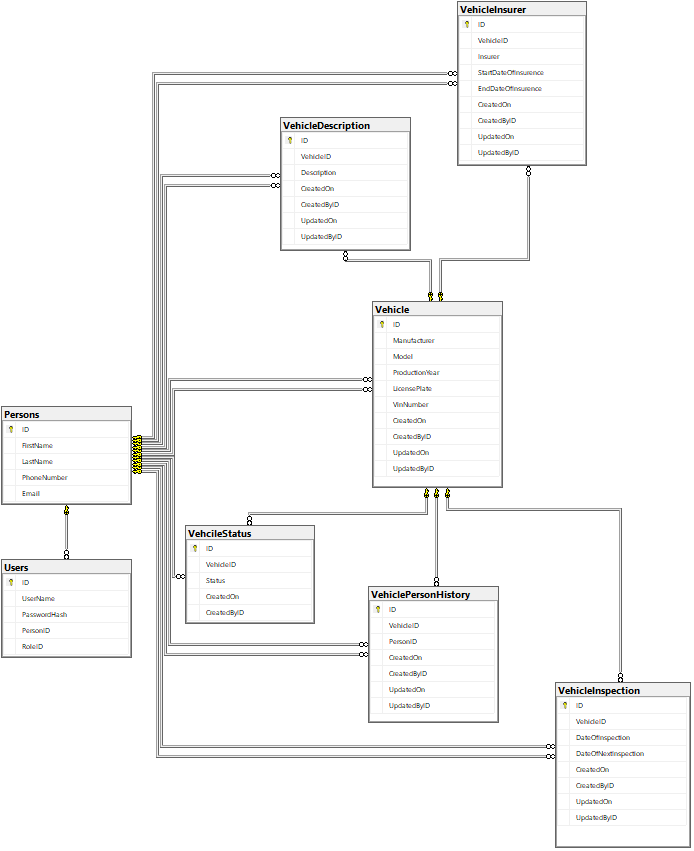 VehicleInsurer
ID
VehicleID
Insurer
StartDateOfInsurence
EndDateOfInsurence
CreatedOn
CreatedByID
UpdatedOn
UpdatedByID
VehicleDescription
ID
VehicleID
Description
CreatedOn
CreatedByID
UpdatedOn
UpdatedByID
Vehicle
ID
Manufacturer
Model
ProductionYear
LicensePlate
VinNumber
CreatedOn
CreatedByID
UpdatedOn
UpdatedByID
Persons
ID
FirstName
LastName
PhoneNumber
Email
Users
ID
UserName
PasswordHash
PersonID
RoleID
VehcileStatus
ID
VehicleID
Status
CreatedOn
CreatedByID
VehiclePersonHistory
ID
VehicleID
PersonID
CreatedOn
CreatedByID
UpdatedOn
UpdatedByID
VehicleInspection
ID
VehicleID
DateOfInspection
DateOfNextInspection
CreatedOn
CreatedByID
UpdatedOn
UpdatedByID